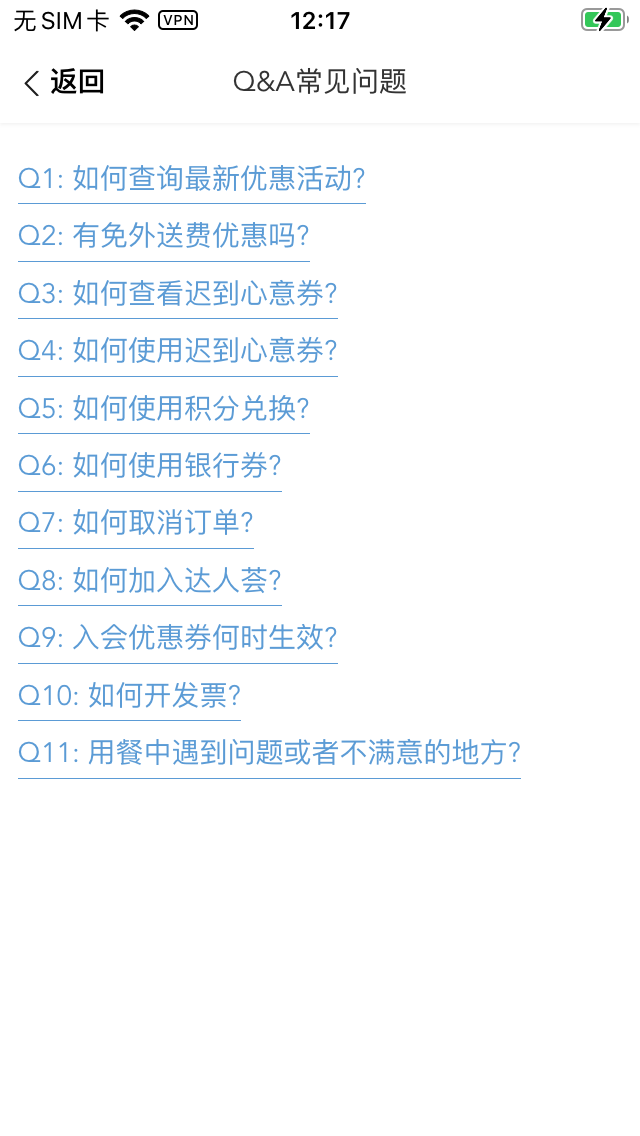 无SIM卡 VPN 12:17
返回 Q&A常见问题
Q1: 如何查询最新优惠活动?
Q2: 有免外送费优惠吗?
Q3: 如何查看迟到心意券?
Q4: 如何使用迟到心意券?
Q5: 如何使用积分兑换?
Q6: 如何使用银行券?
Q7: 如何取消订单?
Q8: 如何加入达人荟?
Q9: 入会优惠券何时生效?
Q10: 如何开发票?
Q11: 用餐中遇到问题或者不满意的地方?